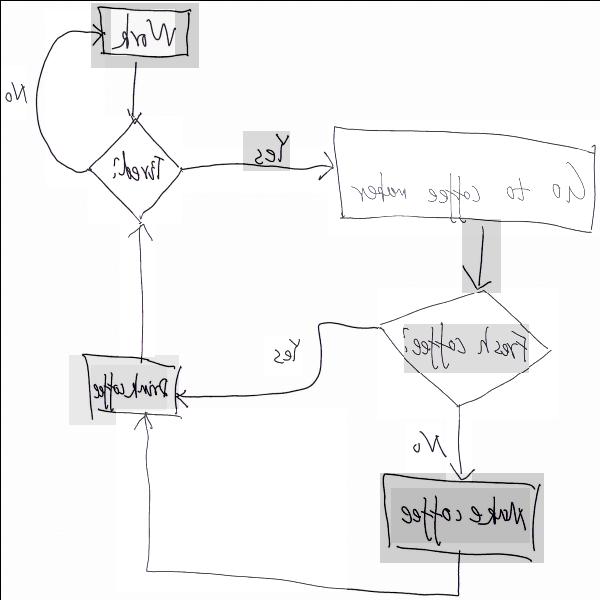 Work
No
Tired?
Yes
Go to coffee maker
Fresh coffee?
Yes
Drink coffee
No
Make coffee